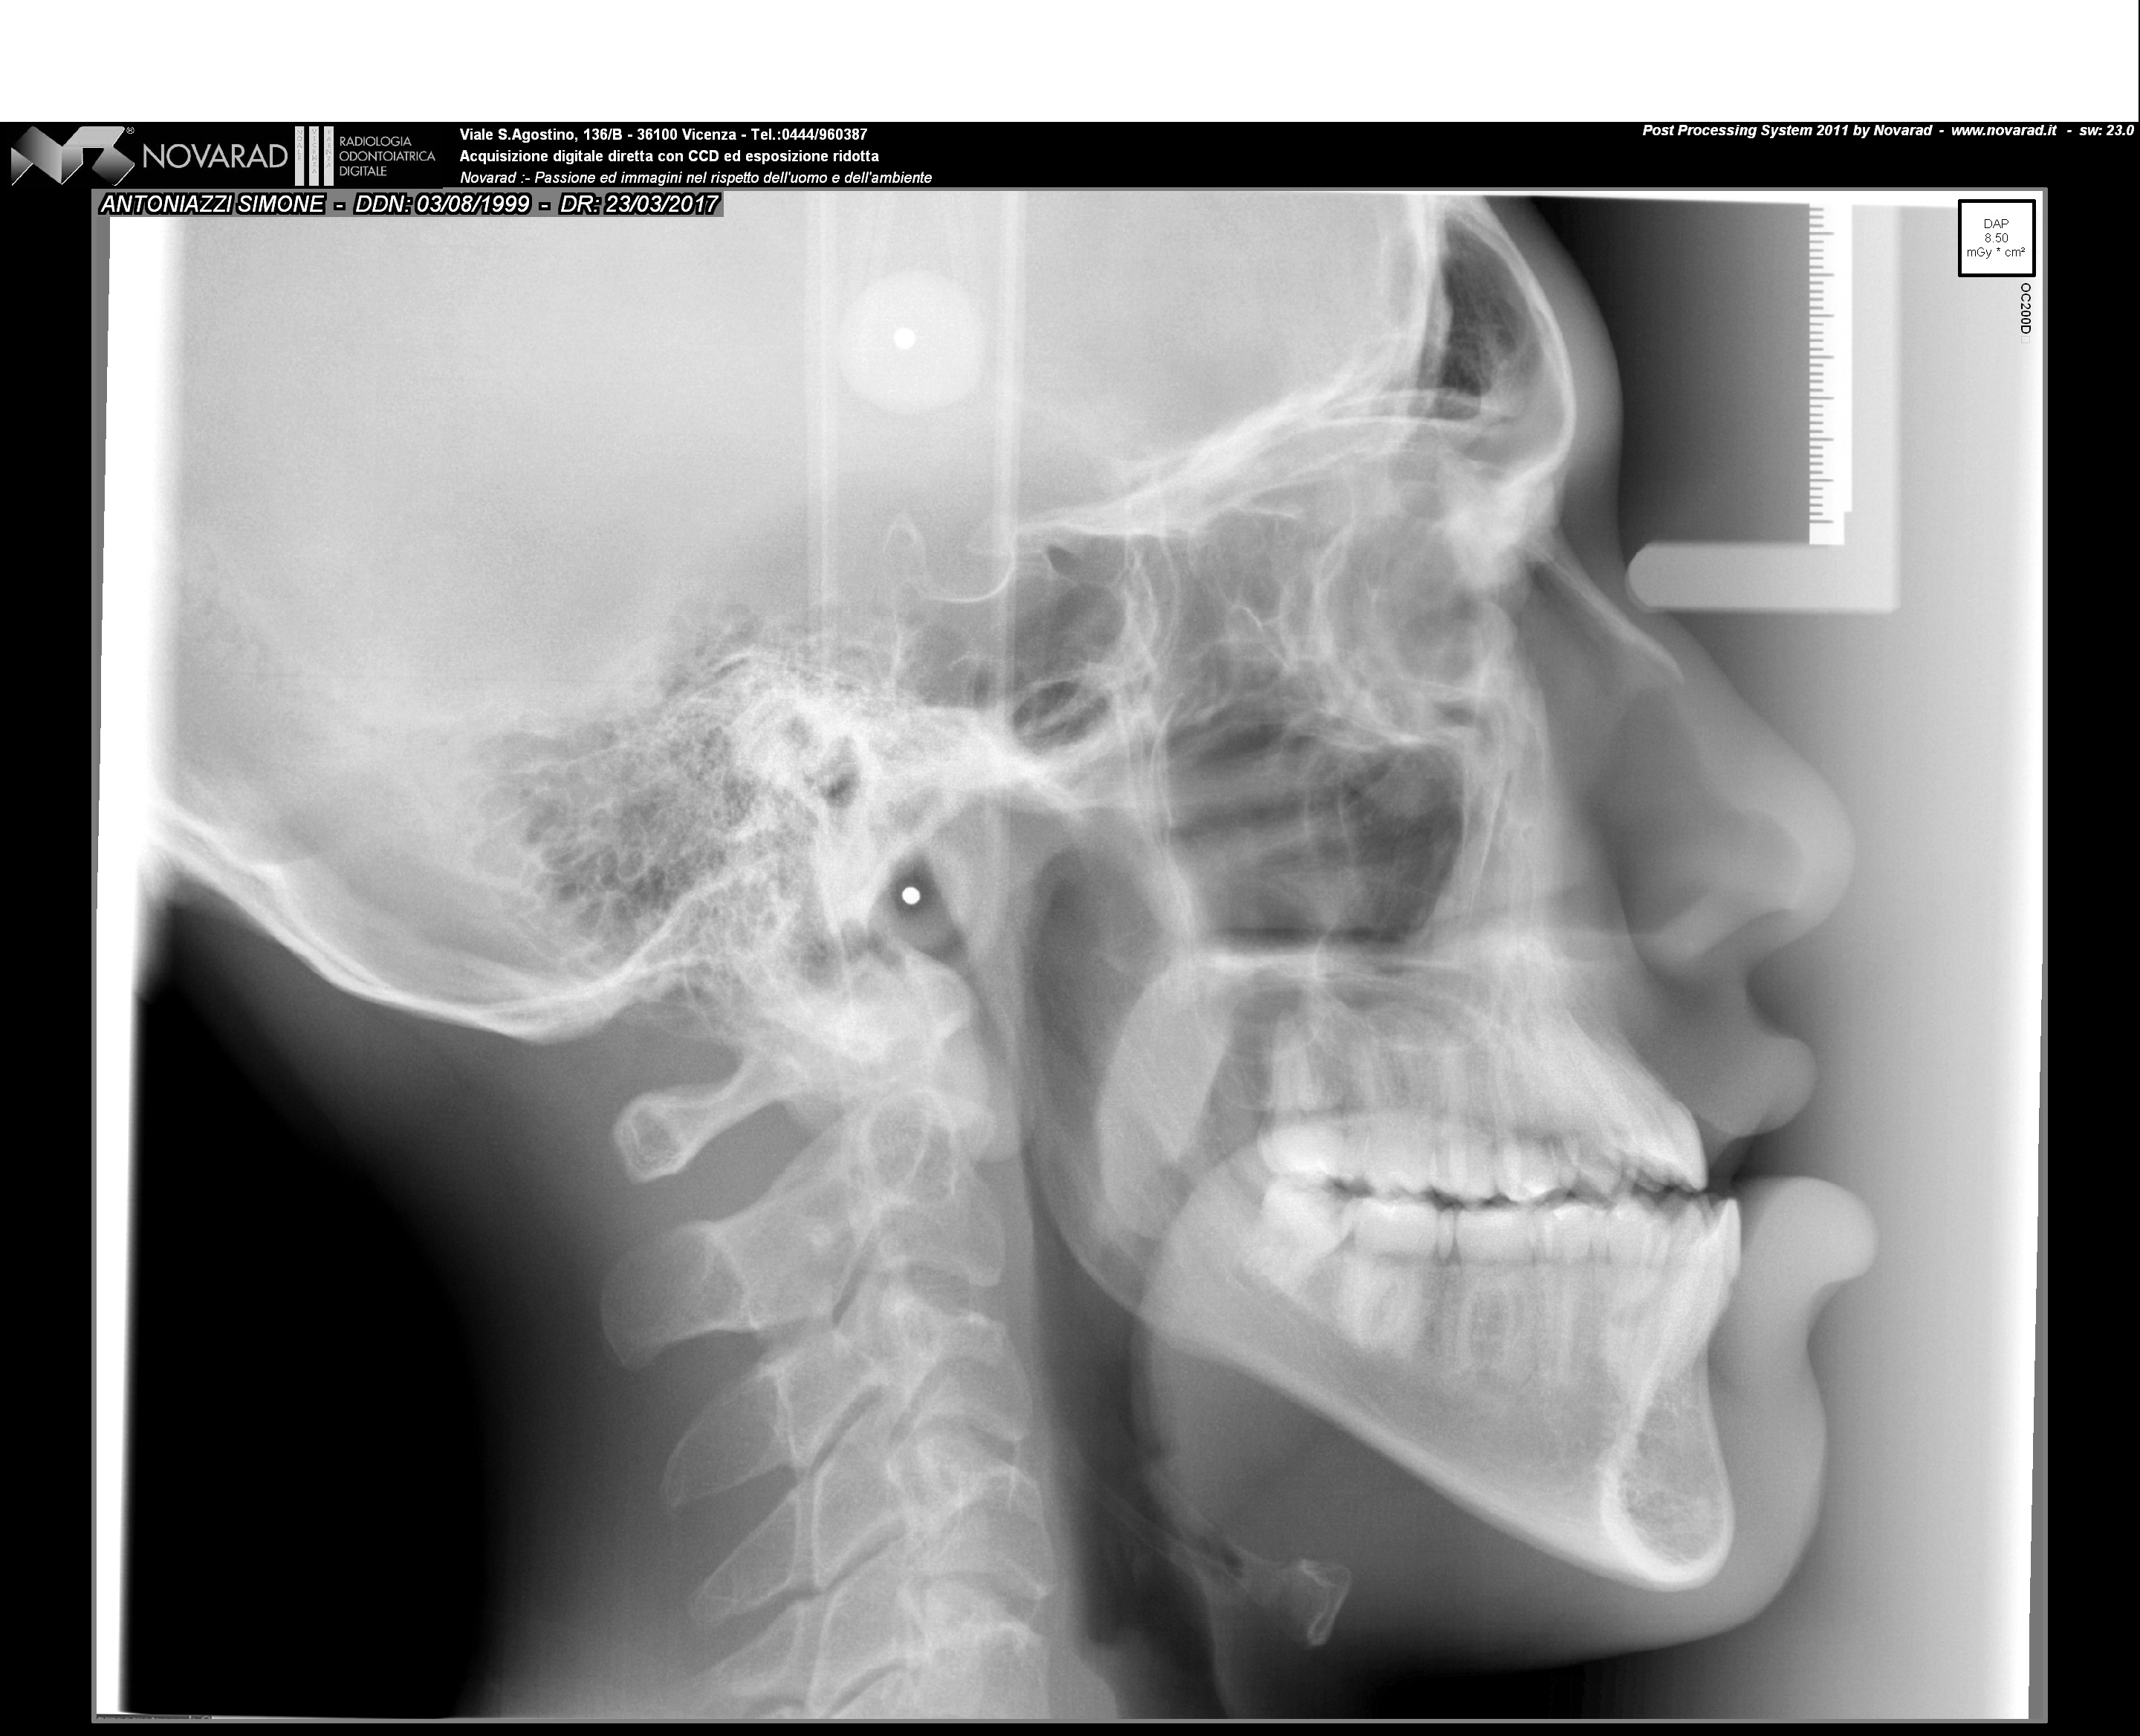 NOVARAD
®
NOALE
VICENZA
FAENZA
RADIOLOGIA
ODONTOIATRICA
DIGITALE
Viale S.Agostino, 136/B - 36100 Vicenza - Tel.:0444/960387
Acquisizione digitale diretta con CCD ed esposizione ridotta
Novarad :- Passione ed immagini nel rispetto dell'uomo e dell'ambiente
Post Processing System 2011 by Novarad - www.novarad.it - sw: 23.0
ANTONIAZZI SIMONE - DDN: 03/08/1999 - DR: 23/03/2017
DAP
8.50
mGy * cm²
OC200D